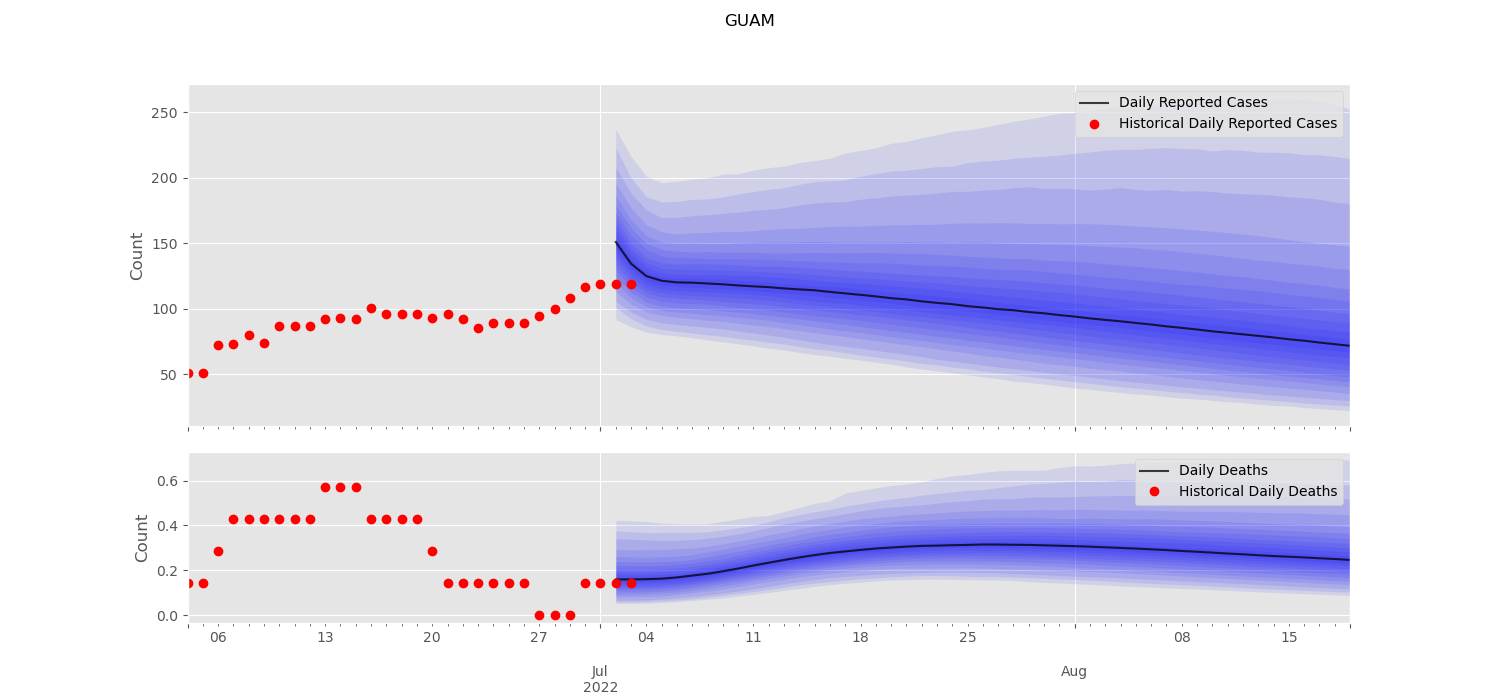 GUAM
Daily Reported Cases
Historical Daily Reported Cases
Count
250
200
150
100
50
Daily Deaths
Historical Daily Deaths
Count
0.6
0.4
0.2
0.0
06 13 20 27 04 11 18 25 08 15
Jul Aug
2022